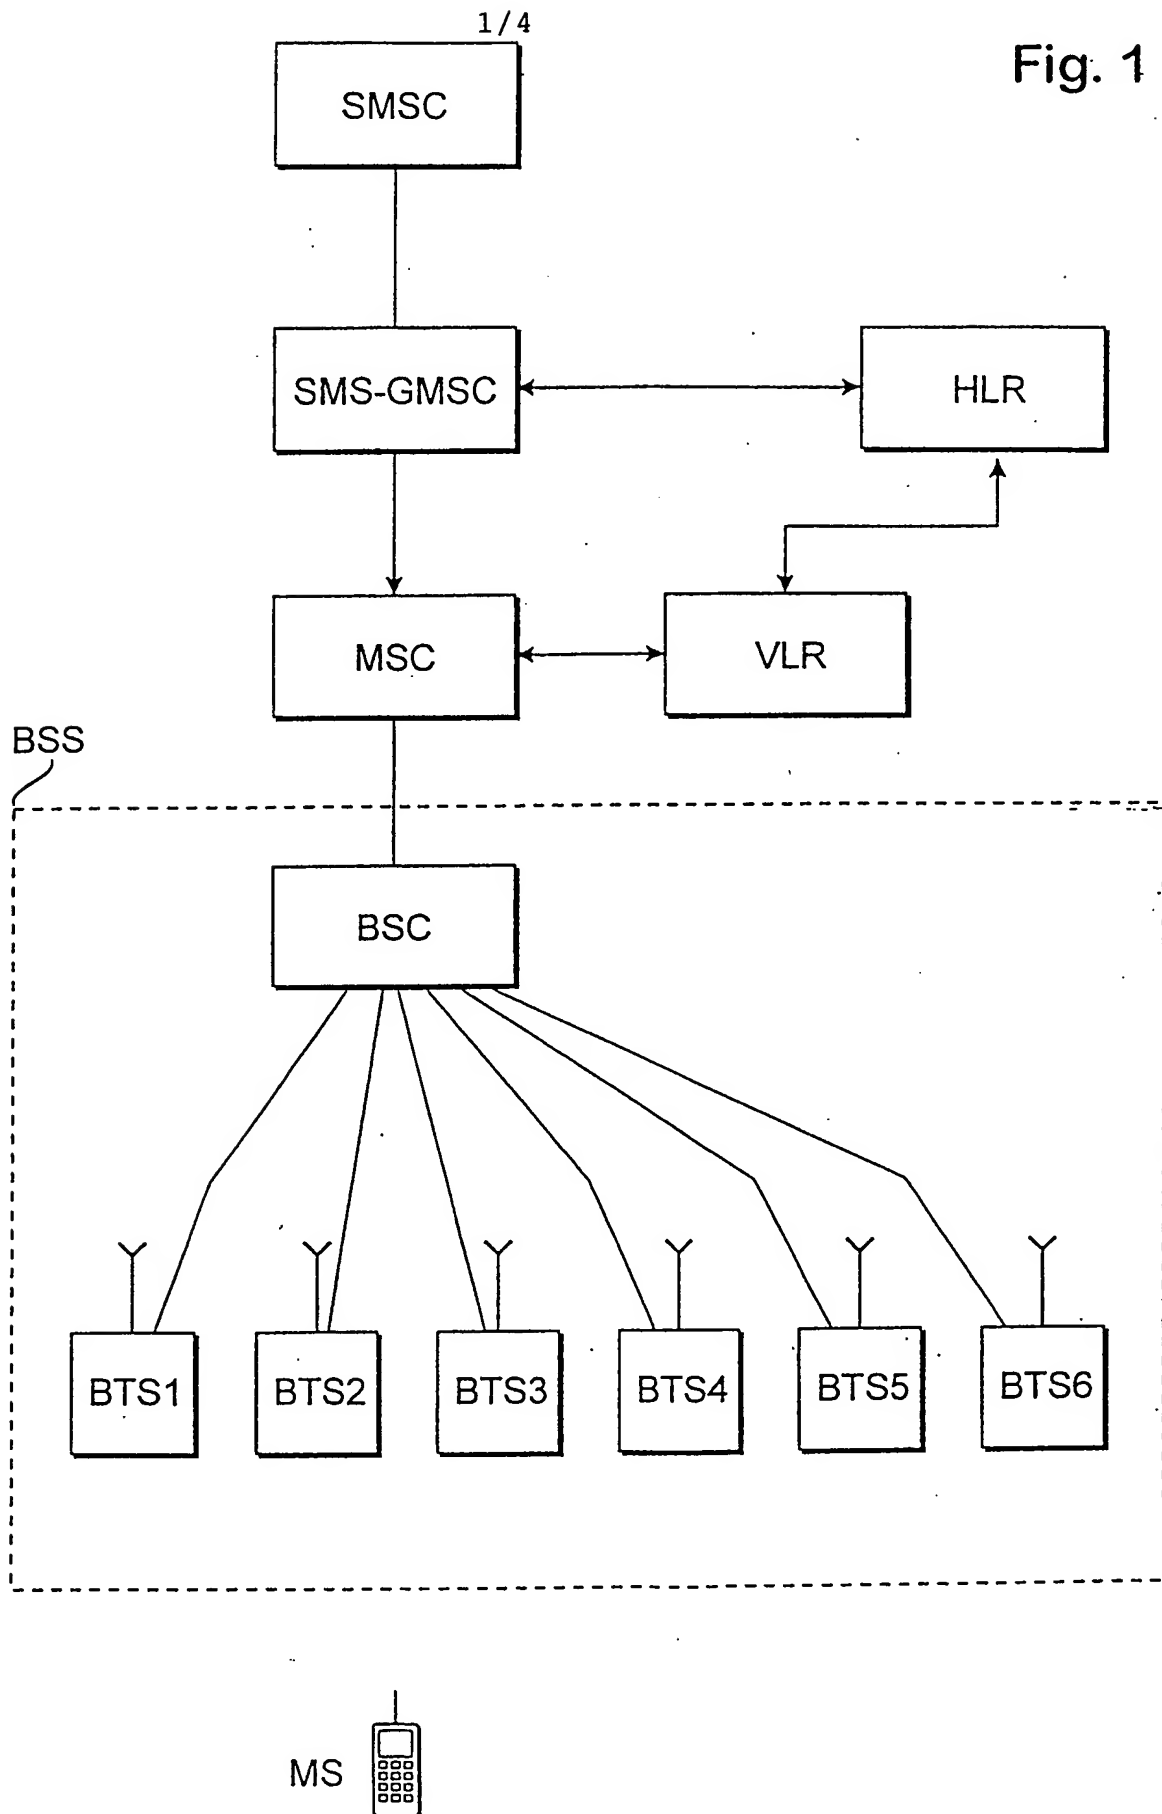 1/4
Fig. 1
SMSC
SMS-GMSC
HLR
MSC
VLR
BSS
BSC
BTS1
BTS2
BTS3
BTS4
BTS5
BTS6
MS